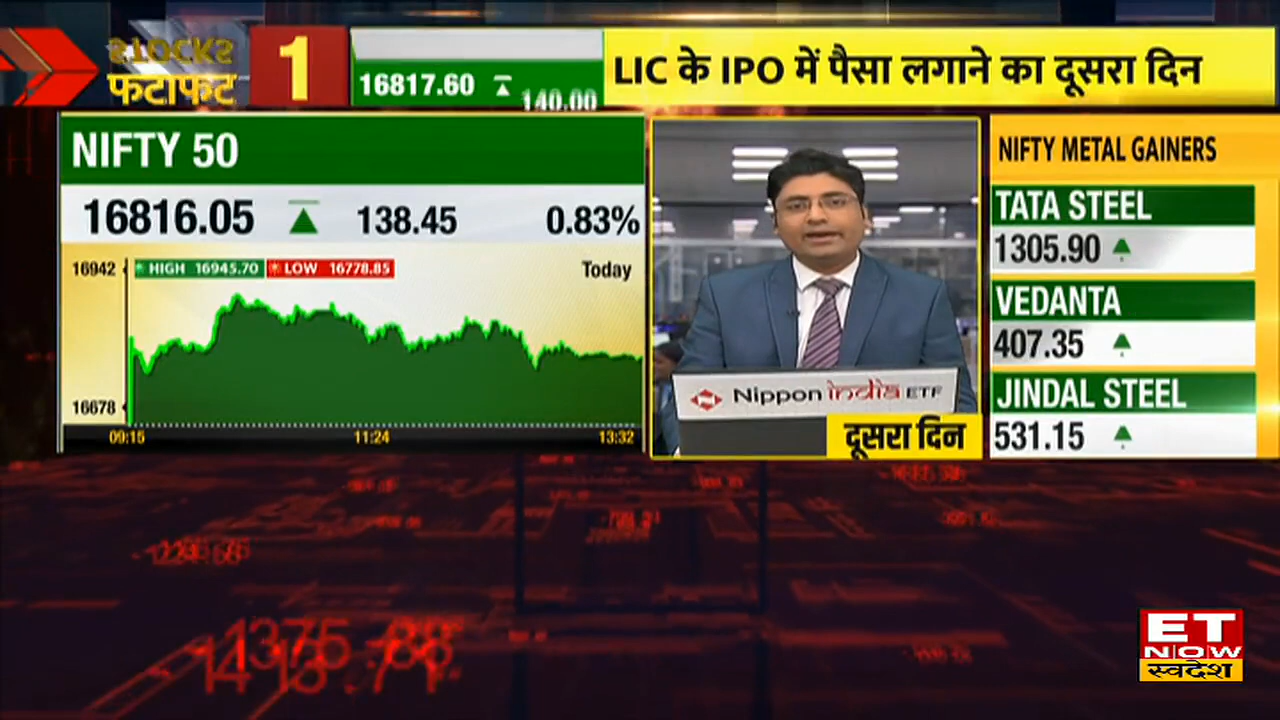 STOCKS
फटाफट
1
16817.60
140.00
LIC के IPO में पैसा लगाने का दूसरा दिन
NIFTY 50
16816.05 138.45 0.83%
16942 HIGH 16945.70 LOW 16778.85 Today
16678
09:15 11:24 13:32
Nippon india ETF
दूसरा दिन
NIFTY METAL GAINERS
TATA STEEL
1305.90
VEDANTA
407.35
JINDAL STEEL
531.15
1375.88
ET
NOW
स्वदेश